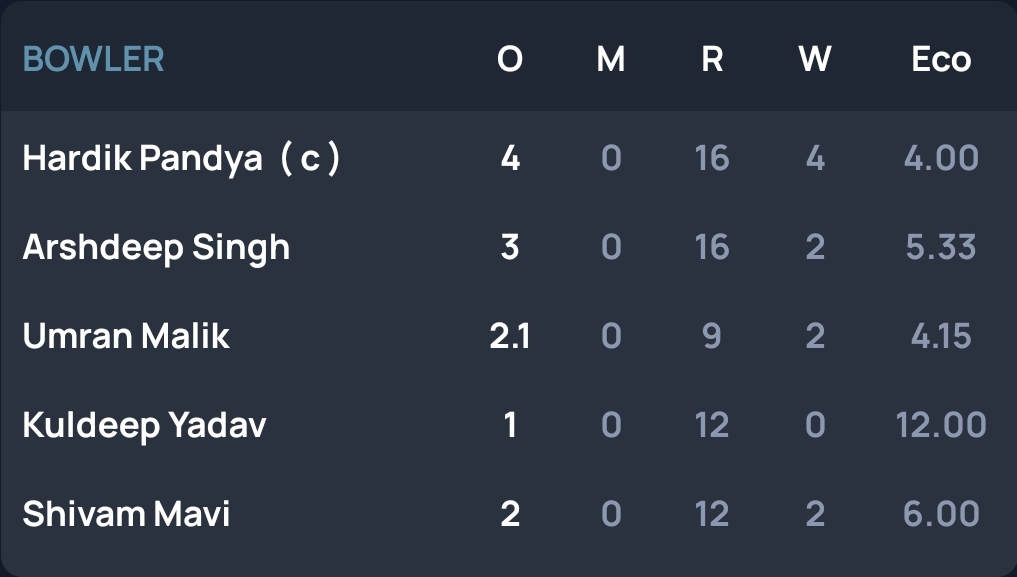 BOWLER O M R W Eco
Hardik Pandya ( c ) 4 0 16 4 4.00
Arshdeep Singh 3 0 16 2 5.33
Umran Malik 2.1 0 9 2 4.15
Kuldeep Yadav 1 0 12 0 12.00
Shivam Mavi 2 0 12 2 6.00